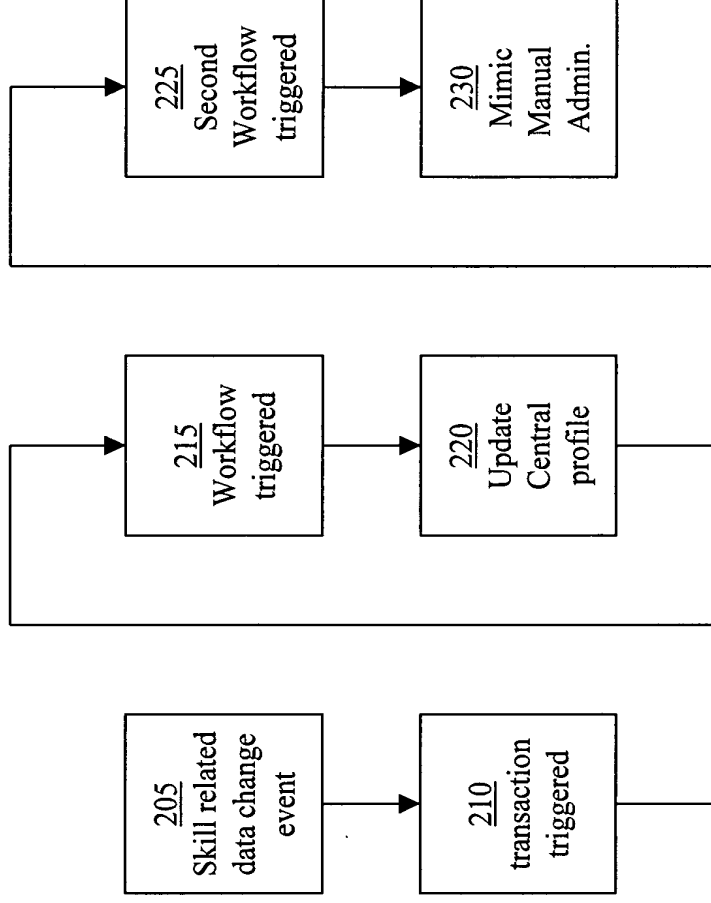 205
Skill related
data change
event
210
transaction
triggered
215
Workflow
triggered
220
Update
Central
profile
225
Second
Workflow
triggered
230
Mimic
Manual
Admin.